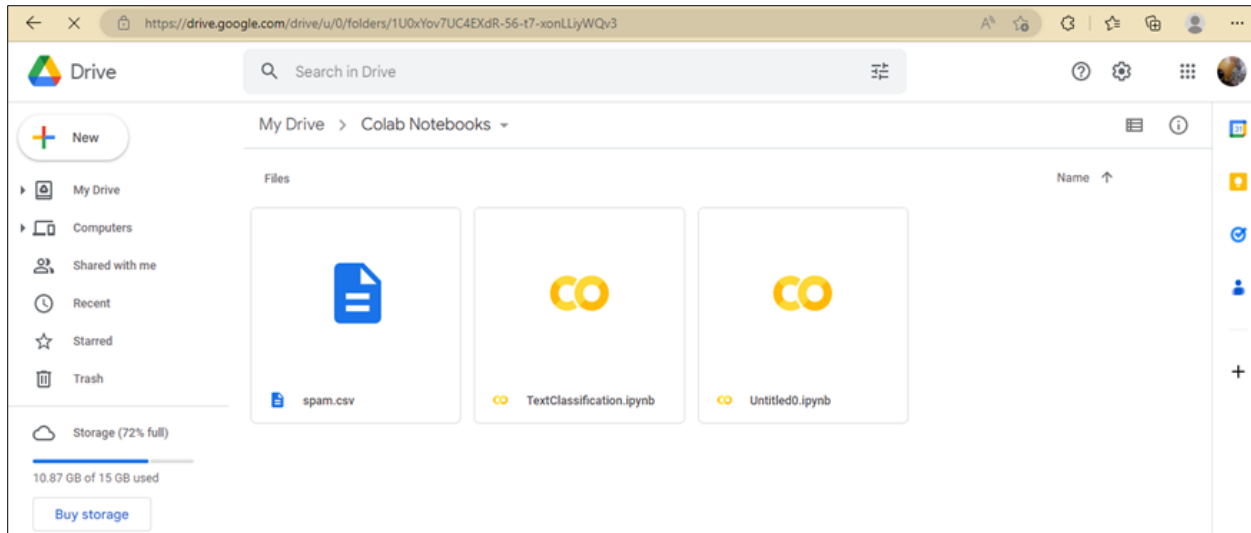 https://drive.google.com/drive/u/0/folders/1U0xYov7UC4EXdR-56-t7-xonLLiyWQv3
Drive
Search in Drive
New
My Drive > Colab Notebooks
My Drive
Computers
Shared with me
Recent
Starred
Trash
Storage (72% full)
10.87 GB of 15 GB used
Buy storage
Files
Name
spam.csv
TextClassification.ipynb
Untitled0.ipynb
31